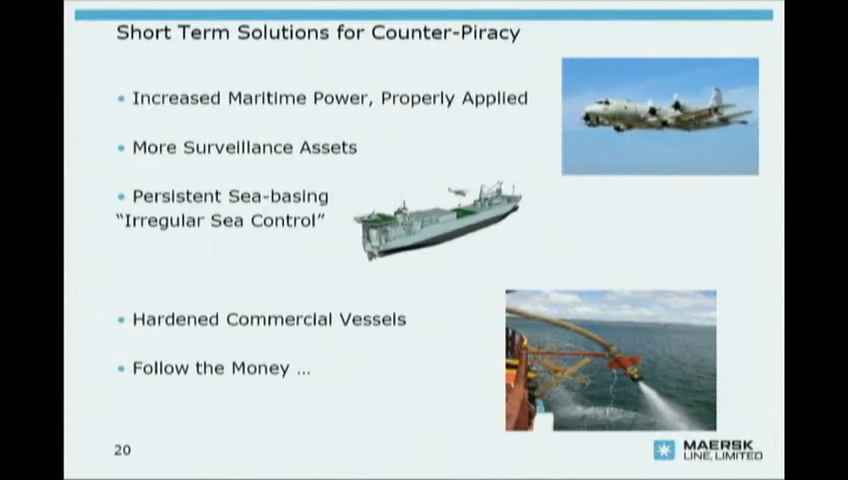 Short Term Solutions for Counter-Piracy
• Increased Maritime Power, Properly Applied
• More Surveillance Assets
• Persistent Sea-basing
“Irregular Sea Control”
• Hardened Commercial Vessels
• Follow the Money ...
20
MAERSK
LINE, LIMITED